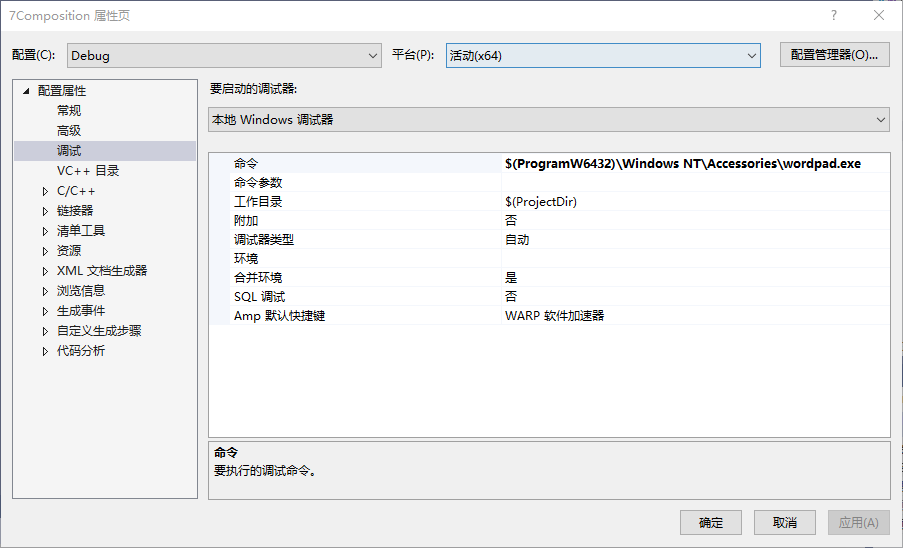 7Composition 属性页
配置(C): Debug 平台(P): 活动(x64) 配置管理器(O)...
配置属性
常规
高级
调试
VC++ 目录
C/C++
链接器
清单工具
资源
XML 文档生成器
浏览信息
生成事件
自定义生成步骤
代码分析
要启动的调试器:
本地 Windows 调试器
命令 $(ProgramW6432)\Windows NT\Accessories\wordpad.exe
命令参数
工作目录 $(ProjectDir)
附加 否
调试器类型 自动
环境
合并环境 是
SQL 调试 否
Amp 默认快捷键 WARP 软件加速器
命令
要执行的调试命令。
确定 取消 应用(A)